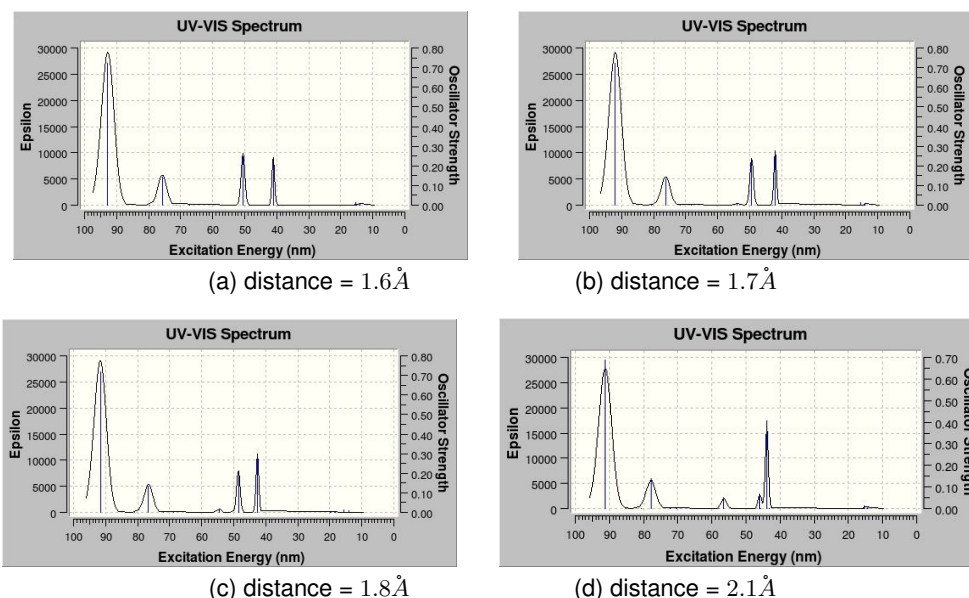 UV-VIS Spectrum
30000
25000
20000
15000
10000
5000
0
Epsilon
0.80
0.70
0.60
0.50
0.40
0.30
0.20
0.10
0.00
Oscillator Strength
100 90 80 70 60 50 40 30 20 10 0
Excitation Energy (nm)
(a) distance = 1.6Å
UV-VIS Spectrum
30000
25000
20000
15000
10000
5000
0
Epsilon
0.80
0.70
0.60
0.50
0.40
0.30
0.20
0.10
0.00
Oscillator Strength
100 90 80 70 60 50 40 30 20 10 0
Excitation Energy (nm)
(b) distance = 1.7Å
UV-VIS Spectrum
30000
25000
20000
15000
10000
5000
0
Epsilon
0.80
0.70
0.60
0.50
0.40
0.30
0.20
0.10
0.00
Oscillator Strength
100 90 80 70 60 50 40 30 20 10 0
Excitation Energy (nm)
(c) distance = 1.8Å
UV-VIS Spectrum
30000
25000
20000
15000
10000
5000
0
Epsilon
0.70
0.60
0.50
0.40
0.30
0.20
0.10
0.00
Oscillator Strength
100 90 80 70 60 50 40 30 20 10 0
Excitation Energy (nm)
(d) distance = 2.1Å